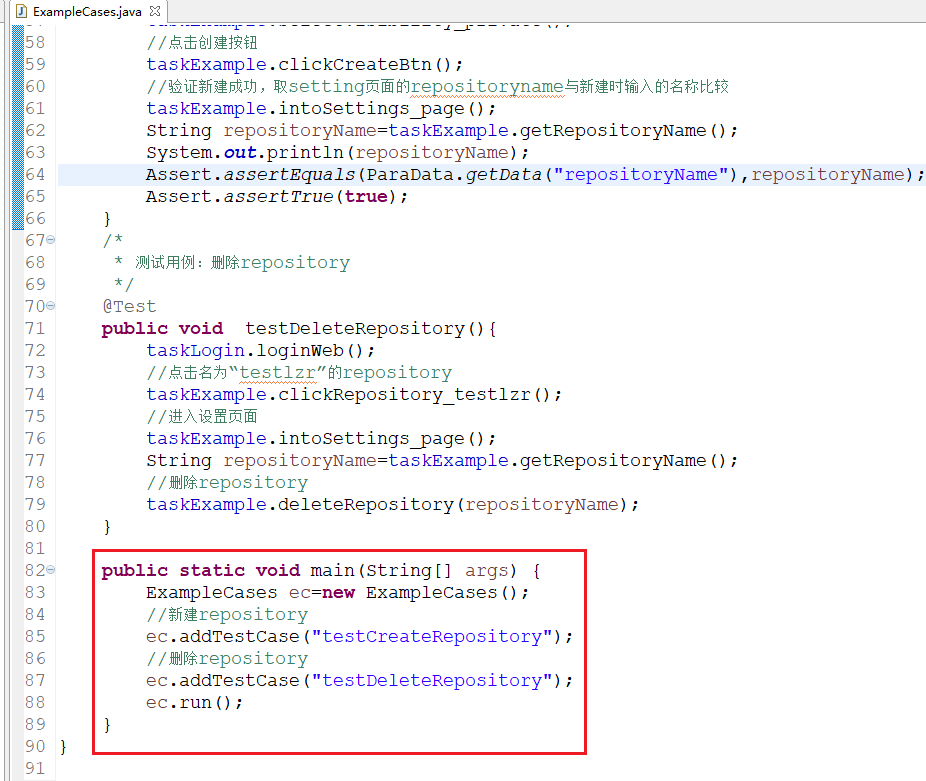 ExampleCases.java
58 //点击创建按钮
59 taskExample.clickCreateBtn();
60 //验证新建成功，取setting页面的repositoryname与新建时输入的名称比较
61 taskExample.intoSettings_page();
62 String repositoryName=taskExample.getRepositoryName();
63 System.out.println(repositoryName);
64 Assert.assertEquals(ParaData.getData("repositoryName"),repositoryName);
65 Assert.assertTrue(true);
66 }
67 /*
68 * 测试用例：删除repository
69 */
70 @Test
71 public void  testDeleteRepository(){
72 taskLogin.loginWeb();
73 //点击名为“testlzr”的repository
74 taskExample.clickRepository_testlzr();
75 //进入设置页面
76 taskExample.intoSettings_page();
77 String repositoryName=taskExample.getRepositoryName();
78 //删除repository
79 taskExample.deleteRepository(repositoryName);
80 }
81
82 public static void main(String[] args) {
83 ExampleCases ec=new ExampleCases();
84 //新建repository
85 ec.addTestCase("testCreateRepository");
86 //删除repository
87 ec.addTestCase("testDeleteRepository");
88 ec.run();
89 }
90 }
91